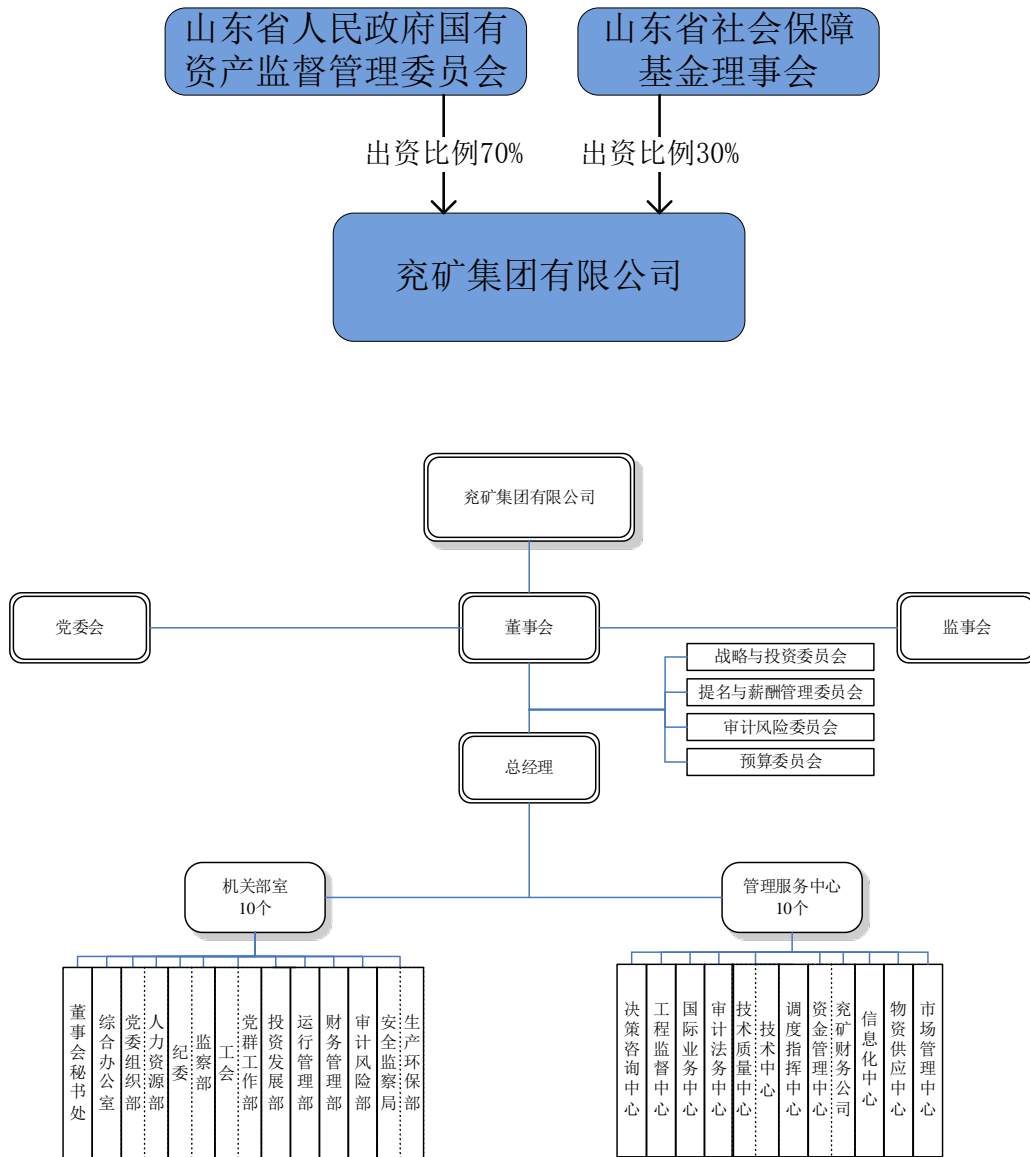 山东省人民政府国有
资产监督管理委员会
山东省社会保障
基金理事会
出资比例70%
出资比例30%
兖矿集团有限公司
兖矿集团有限公司
党委会
董事会
监事会
战略与投资委员会
提名与薪酬管理委员会
审计风险委员会
预算委员会
总经理
机关部室
10个
管理服务中心
10个
董事会秘书处
综合办公室
党委组织部
人力资源部
纪委
监察部
工会
党群工作部
投资发展部
运行管理部
财务管理部
审计风险部
安全监察局
生产环保部
决策咨询中心
工程监督中心
国际业务中心
审计法务中心
技术质量中心
技术中心
调度指挥中心
资金管理中心
兖矿财务公司
信息化中心
物资供应中心
市场管理中心